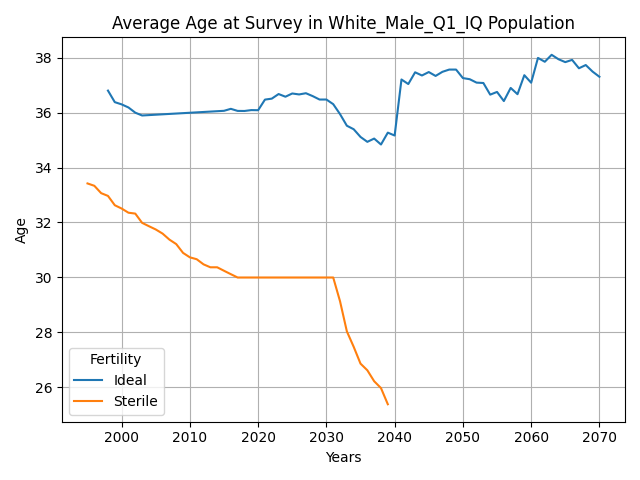 Average Age at Survey in White_Male_Q1_IQ Population
Age
38
36
34
32
30
28
26
Fertility
Ideal
Sterile
2000 2010 2020 2030 2040 2050 2060 2070
Years